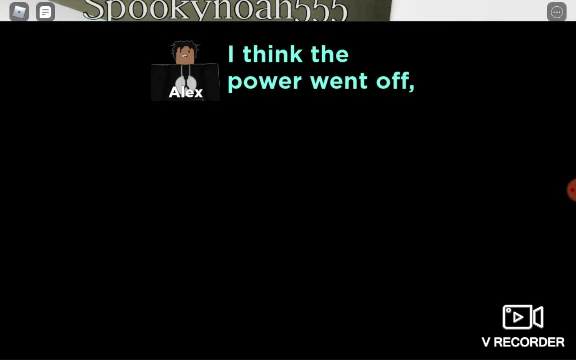 Spookynoah555
I think the
power went off,
Alex
V RECORDER